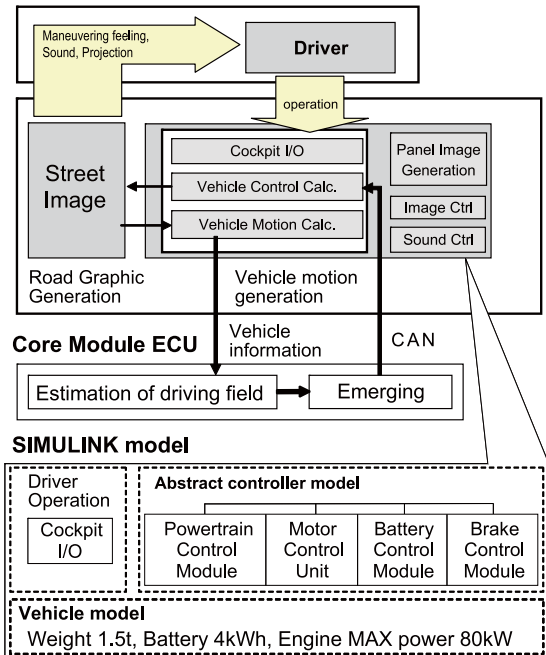 Maneuvering feeling,
Sound, Projection
Driver
operation
Street
Image
Cockpit I/O
Vehicle Control Calc.
Vehicle Motion Calc.
Panel Image
Generation
Image Ctrl
Sound Ctrl
Road Graphic
Generation
Vehicle motion
generation
Core Module ECU
Vehicle
information
CAN
Estimation of driving field
Emerging
SIMULINK model
Driver
Operation
Cockpit
I/O
Abstract controller model
Powertrain
Control
Module
Motor
Control
Unit
Battery
Control
Module
Brake
Control
Module
Vehicle model
Weight 1.5t, Battery 4kWh, Engine MAX power 80kW